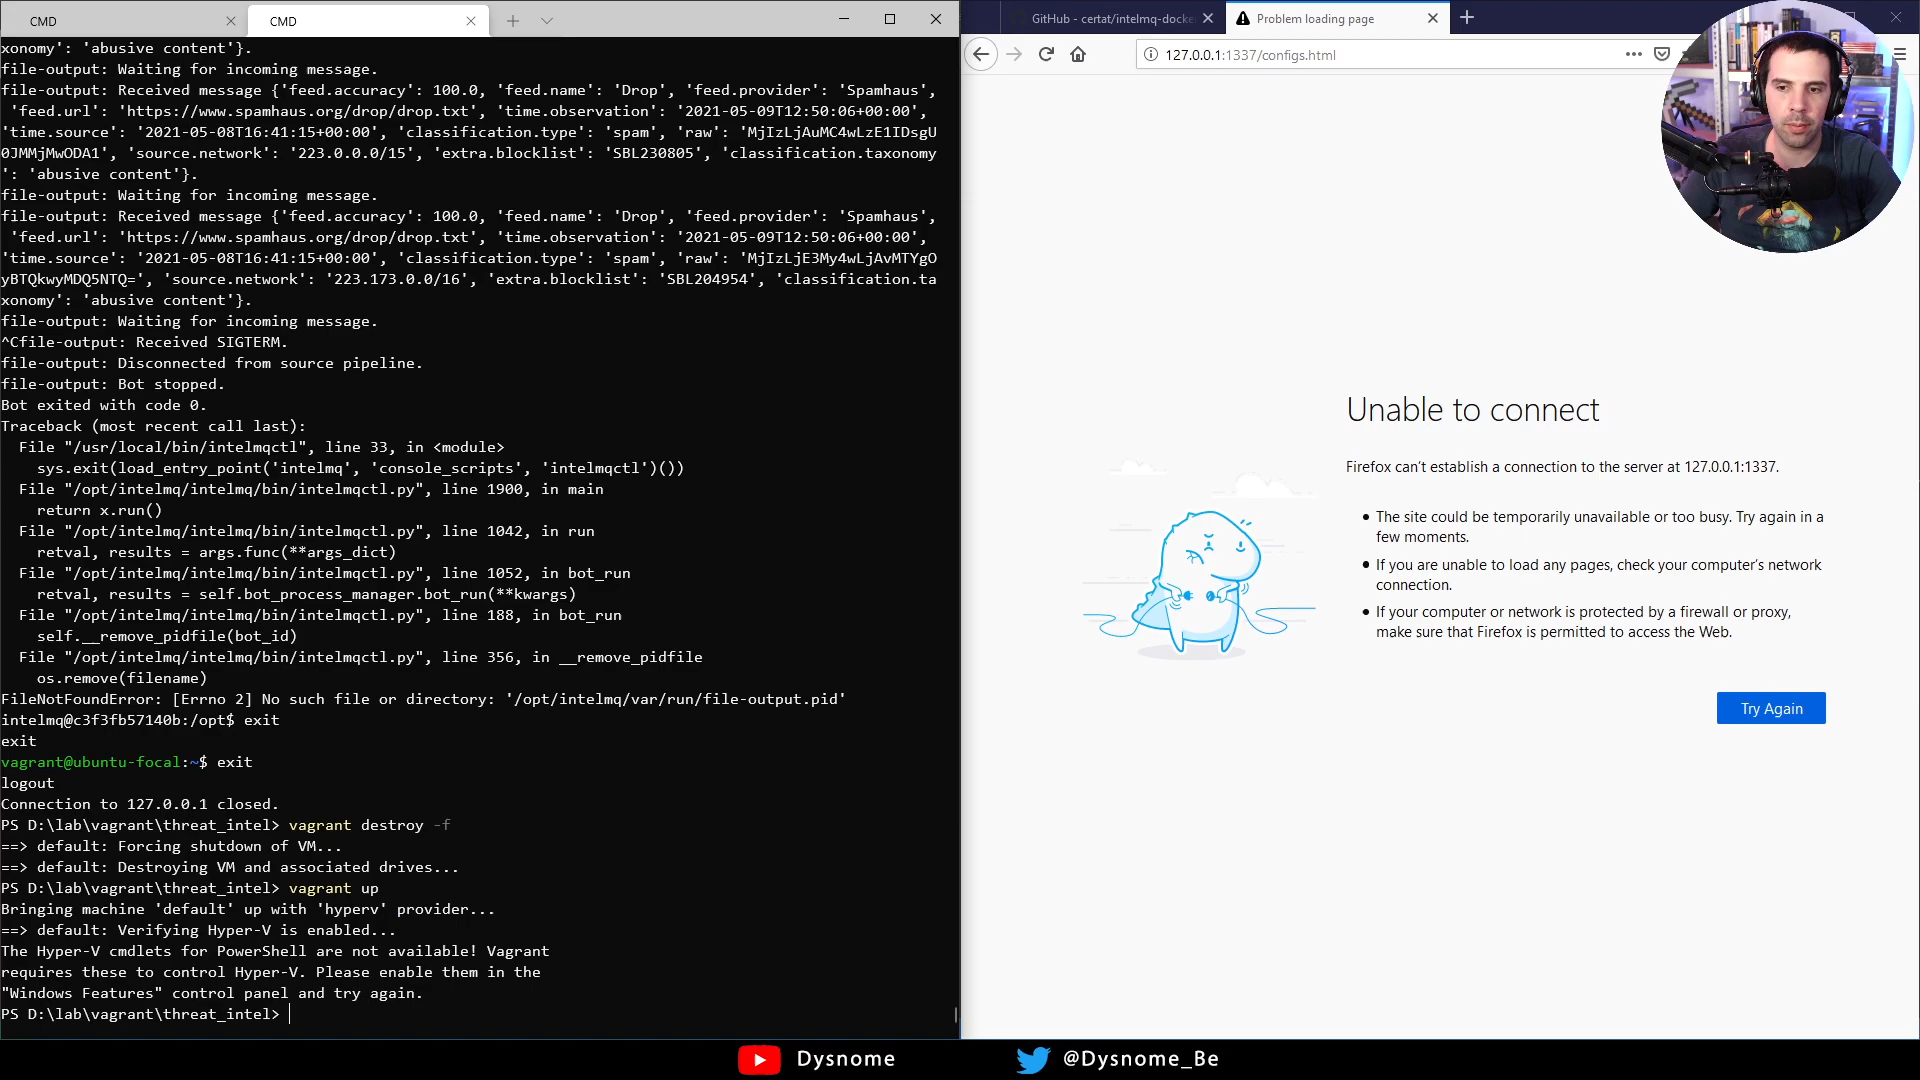 CMD
CMD
xonomy': 'abusive content'}.
file-output: Waiting for incoming message.
file-output: Received message {'feed.accuracy': 100.0, 'feed.name': 'Drop', 'feed.provider': 'Spamhaus',
'feed.url': 'https://www.spamhaus.org/drop/drop.txt', 'time.observation': '2021-05-09T12:50:06+00:00',
'time.source': '2021-05-08T16:41:15+00:00', 'classification.type': 'spam', 'raw': 'MjIzLjAuMC4wLzE1IDsgU
0JMMjMwODA1', 'source.network': '223.0.0.0/15', 'extra.blocklist': 'SBL230805', 'classification.taxonomy
': 'abusive content'}.
file-output: Waiting for incoming message.
file-output: Received message {'feed.accuracy': 100.0, 'feed.name': 'Drop', 'feed.provider': 'Spamhaus',
'feed.url': 'https://www.spamhaus.org/drop/drop.txt', 'time.observation': '2021-05-09T12:50:06+00:00',
'time.source': '2021-05-08T16:41:15+00:00', 'classification.type': 'spam', 'raw': 'MjIzLjE3My4wLjAvMTYgO
yBTQkwyMDQ5NTQ=', 'source.network': '223.173.0.0/16', 'extra.blocklist': 'SBL204954', 'classification.ta
xonomy': 'abusive content'}.
file-output: Waiting for incoming message.
^Cfile-output: Received SIGTERM.
file-output: Disconnected from source pipeline.
file-output: Bot stopped.
Bot exited with code 0.
Traceback (most recent call last):
File "/usr/local/bin/intelmqctl", line 33, in <module>
sys.exit(load_entry_point('intelmq', 'console_scripts', 'intelmqctl')())
File "/opt/intelmq/intelmq/bin/intelmqctl.py", line 1900, in main
return x.run()
File "/opt/intelmq/intelmq/bin/intelmqctl.py", line 1042, in run
retval, results = args.func(**args_dict)
File "/opt/intelmq/intelmq/bin/intelmqctl.py", line 1052, in bot_run
retval, results = self.bot_process_manager.bot_run(**kwargs)
File "/opt/intelmq/intelmq/bin/intelmqctl.py", line 188, in bot_run
self.__remove_pidfile(bot_id)
File "/opt/intelmq/intelmq/bin/intelmqctl.py", line 356, in __remove_pidfile
os.remove(filename)
FileNotFoundError: [Errno 2] No such file or directory: '/opt/intelmq/var/run/file-output.pid'
intelmq@c3f3fb57140b:/opt$ exit
exit
vagrant@ubuntu-focal:~$ exit
logout
Connection to 127.0.0.1 closed.
PS D:\lab\vagrant\threat_intel> vagrant destroy -f
==> default: Forcing shutdown of VM...
==> default: Destroying VM and associated drives...
PS D:\lab\vagrant\threat_intel> vagrant up
Bringing machine 'default' up with 'hyperv' provider...
==> default: Verifying Hyper-V is enabled...
The Hyper-V cmdlets for PowerShell are not available! Vagrant
requires these to control Hyper-V. Please enable them in the
"Windows Features" control panel and try again.
PS D:\lab\vagrant\threat_intel>
GitHub - certat/intelmq-docke
Problem loading page
127.0.0.1:1337/configs.html
Unable to connect
Firefox can't establish a connection to the server at 127.0.0.1:1337.
• The site could be temporarily unavailable or too busy. Try again in a
few moments.
• If you are unable to load any pages, check your computer's network
connection.
• If your computer or network is protected by a firewall or proxy,
make sure that Firefox is permitted to access the Web.
Try Again
Dysnome
@Dysnome_Be